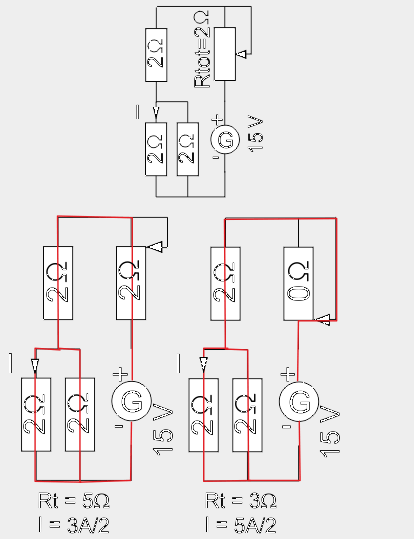 2Ω
Rtot=2Ω
I
2Ω
2Ω
+
G
-
15 V
2Ω
2Ω
I
2Ω
2Ω
+
G
-
15 V
Rt = 5Ω
I = 3A/2
2Ω
0Ω
I
2Ω
2Ω
+
G
-
15 V
Rt = 3Ω
I = 5A/2